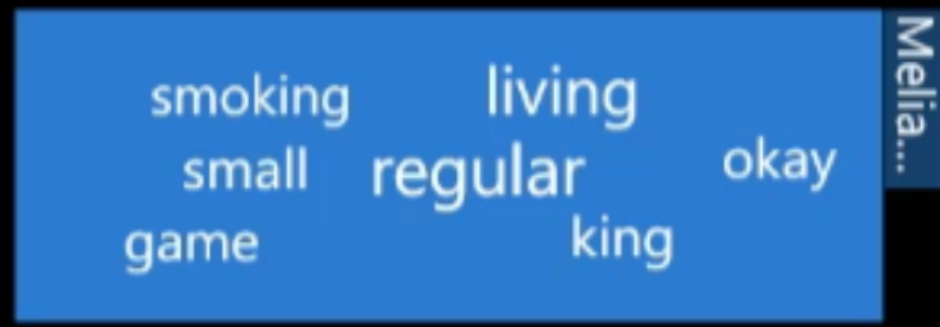 smoking living
small regular okay
game king
Melia...